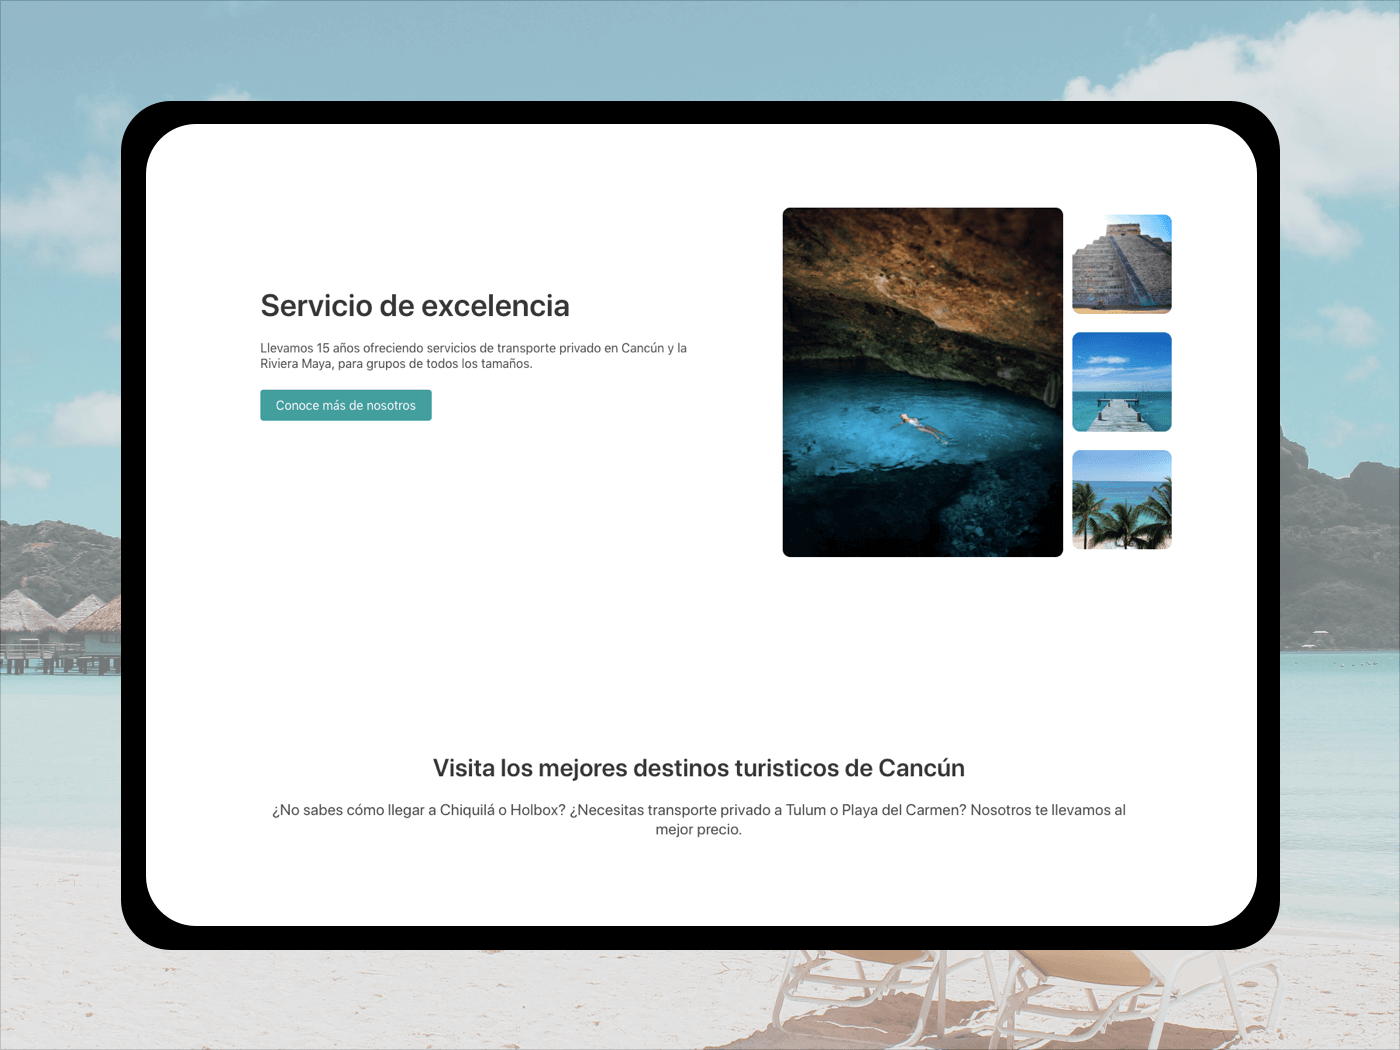 Servicio de excelencia
Llevamos 15 años ofreciendo servicios de transporte privado en Cancún y la
Riviera Maya, para grupos de todos los tamaños.
Conoce más de nosotros
Visita los mejores destinos turisticos de Cancún
¿No sabes cómo llegar a Chiquilá o Holbox? ¿Necesitas transporte privado a Tulum o Playa del Carmen? Nosotros te llevamos al
mejor precio.